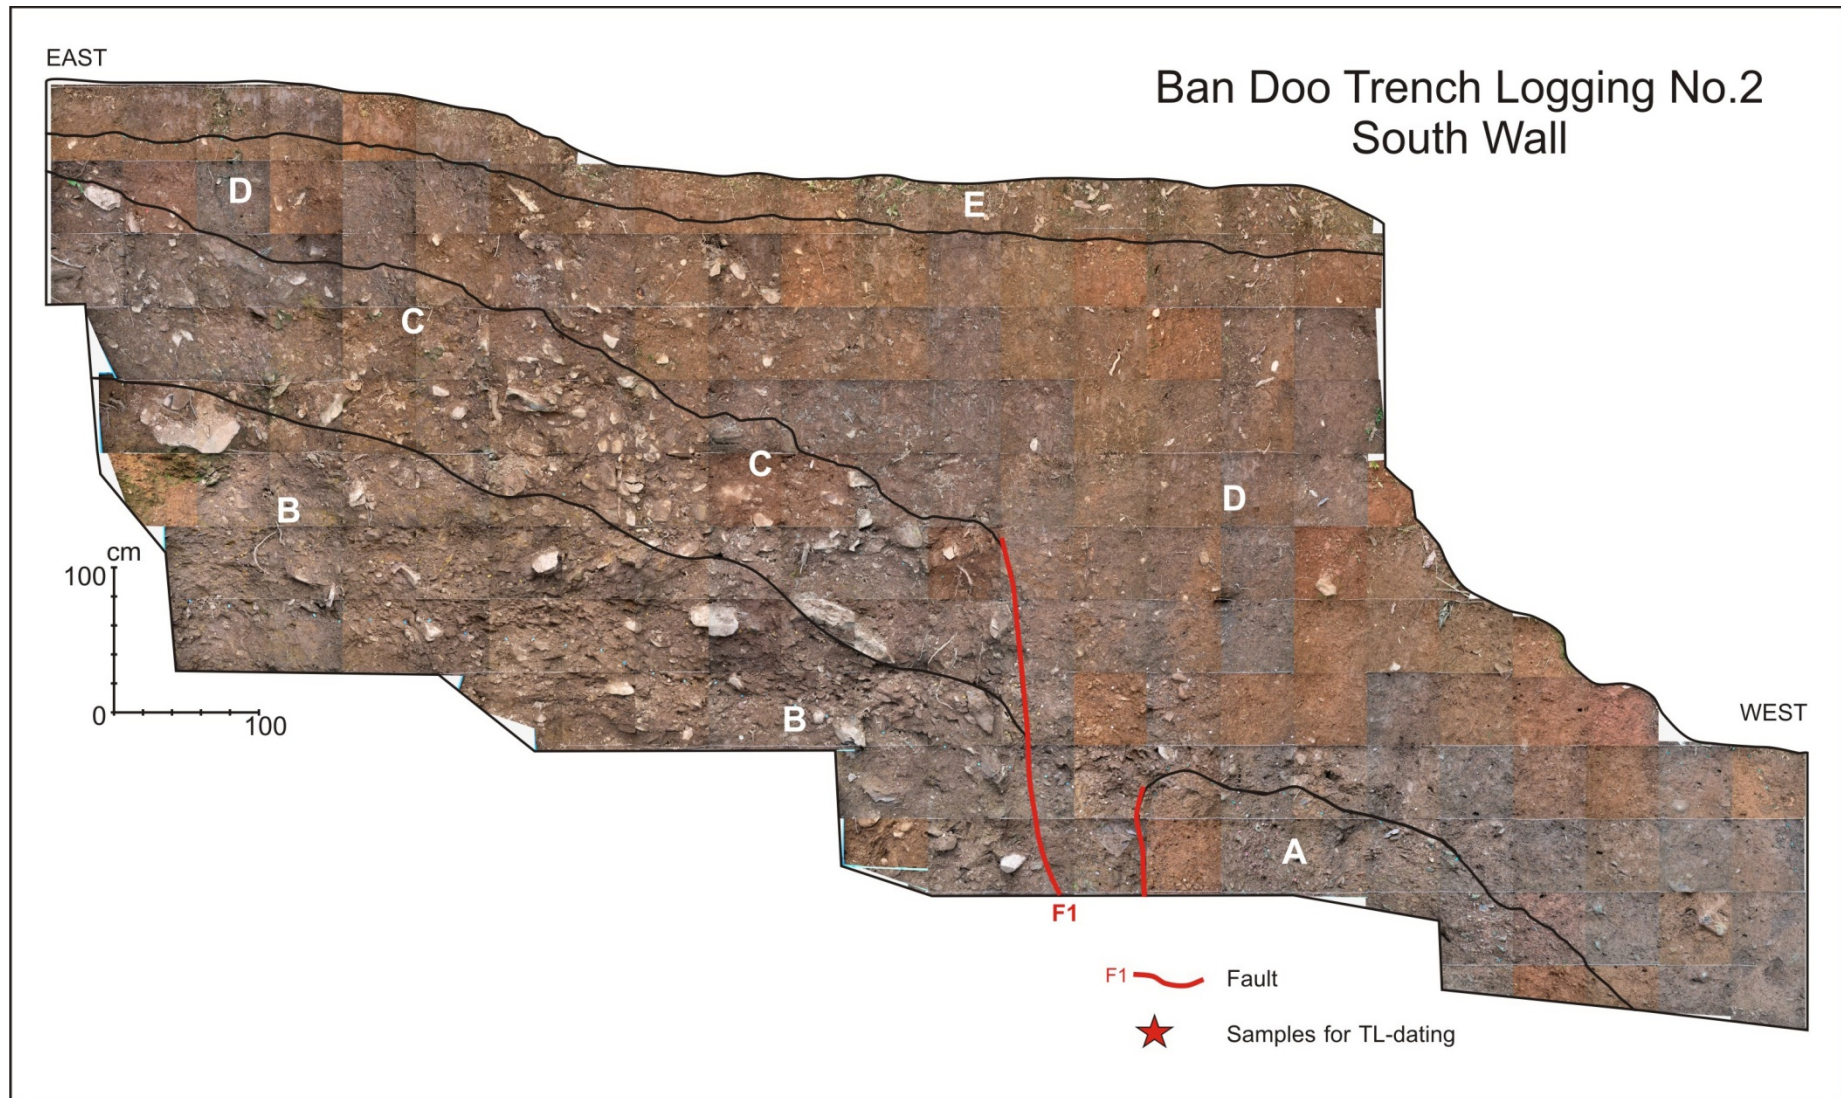 EAST
Ban Doo Trench Logging No.2
South Wall
D
E
C
C
D
B
cm
100
0
100
B
WEST
A
F1
F1 Fault
Samples for TL-dating